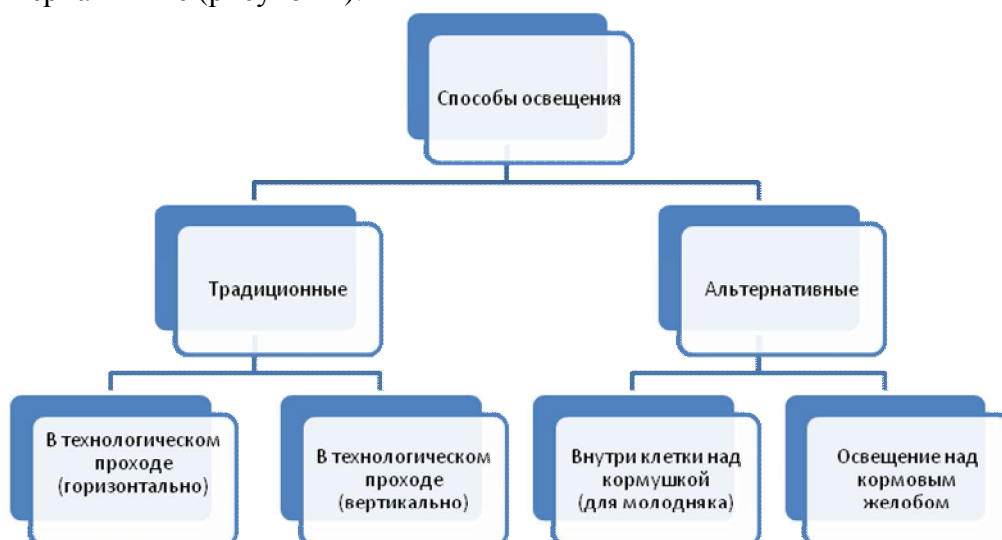 Способы освещения
Традиционные
Альтернативные
В технологическом
проходе
(горизонтально)
В технологическом
проходе
(вертикально)
Внутри клетки над
кормушкой
(для молодняка)
Освещение над
кормовым
желобом